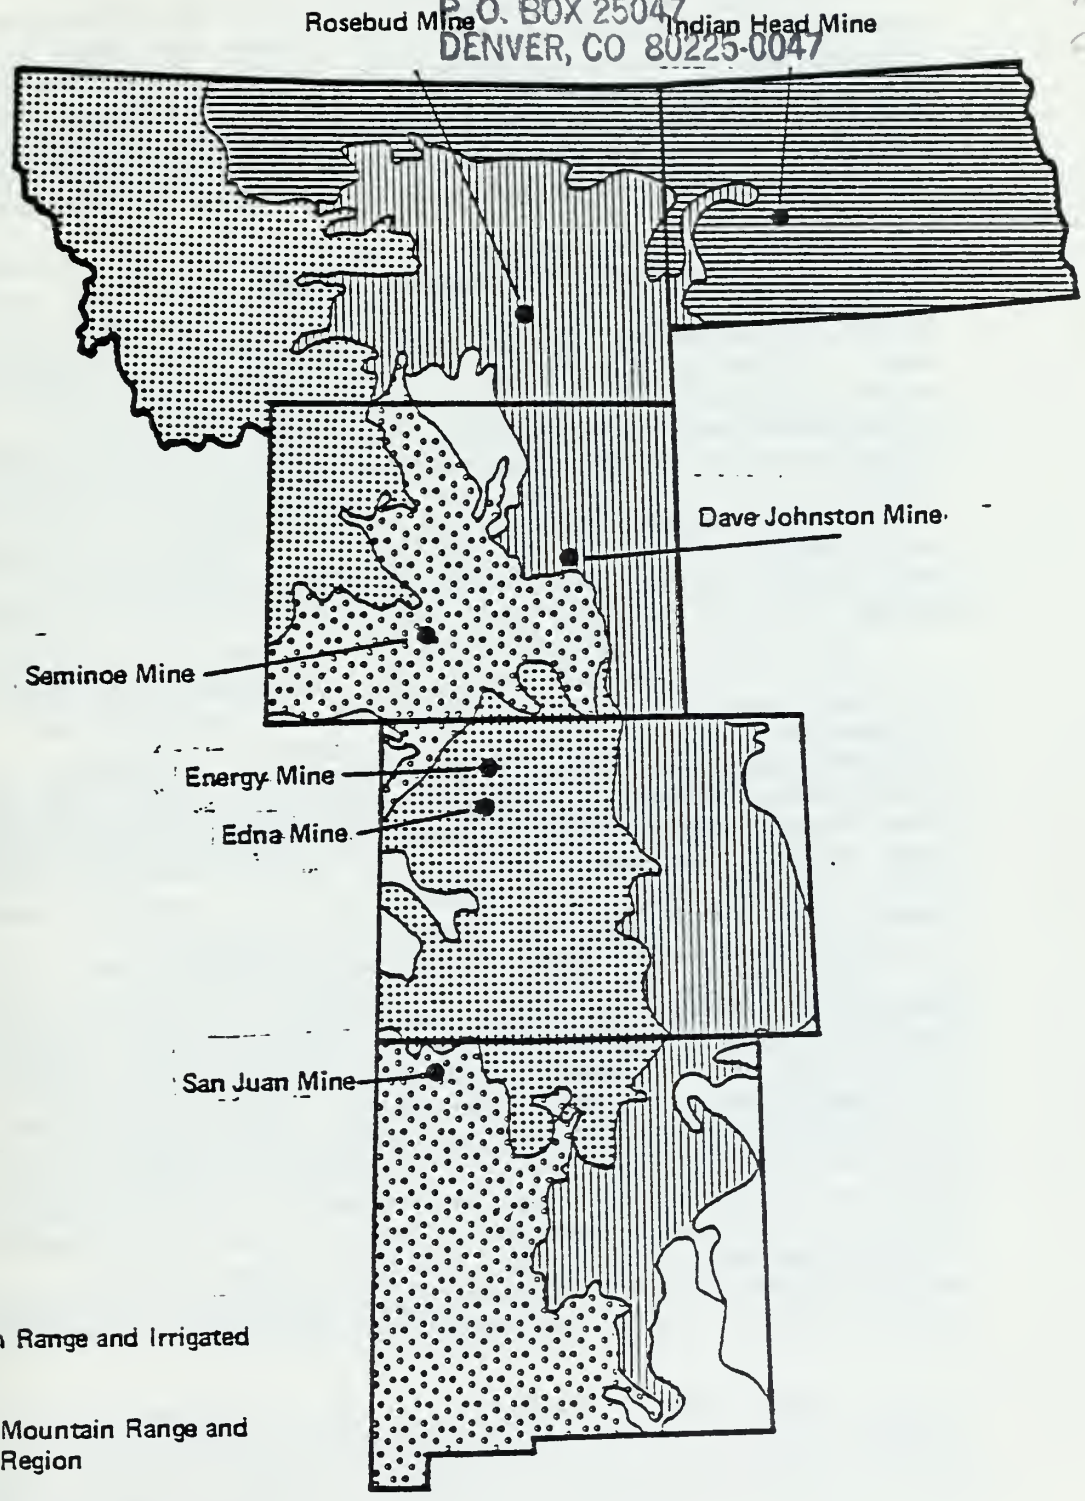 P. O. BOX 25047
DENVER, CO 80225-0047
Rosebud Mine
Indian Head Mine
Dave Johnston Mine
Seminoe Mine
Energy Mine
Edna Mine
San Juan Mine
Range and Irrigated
Mountain Range and
Region